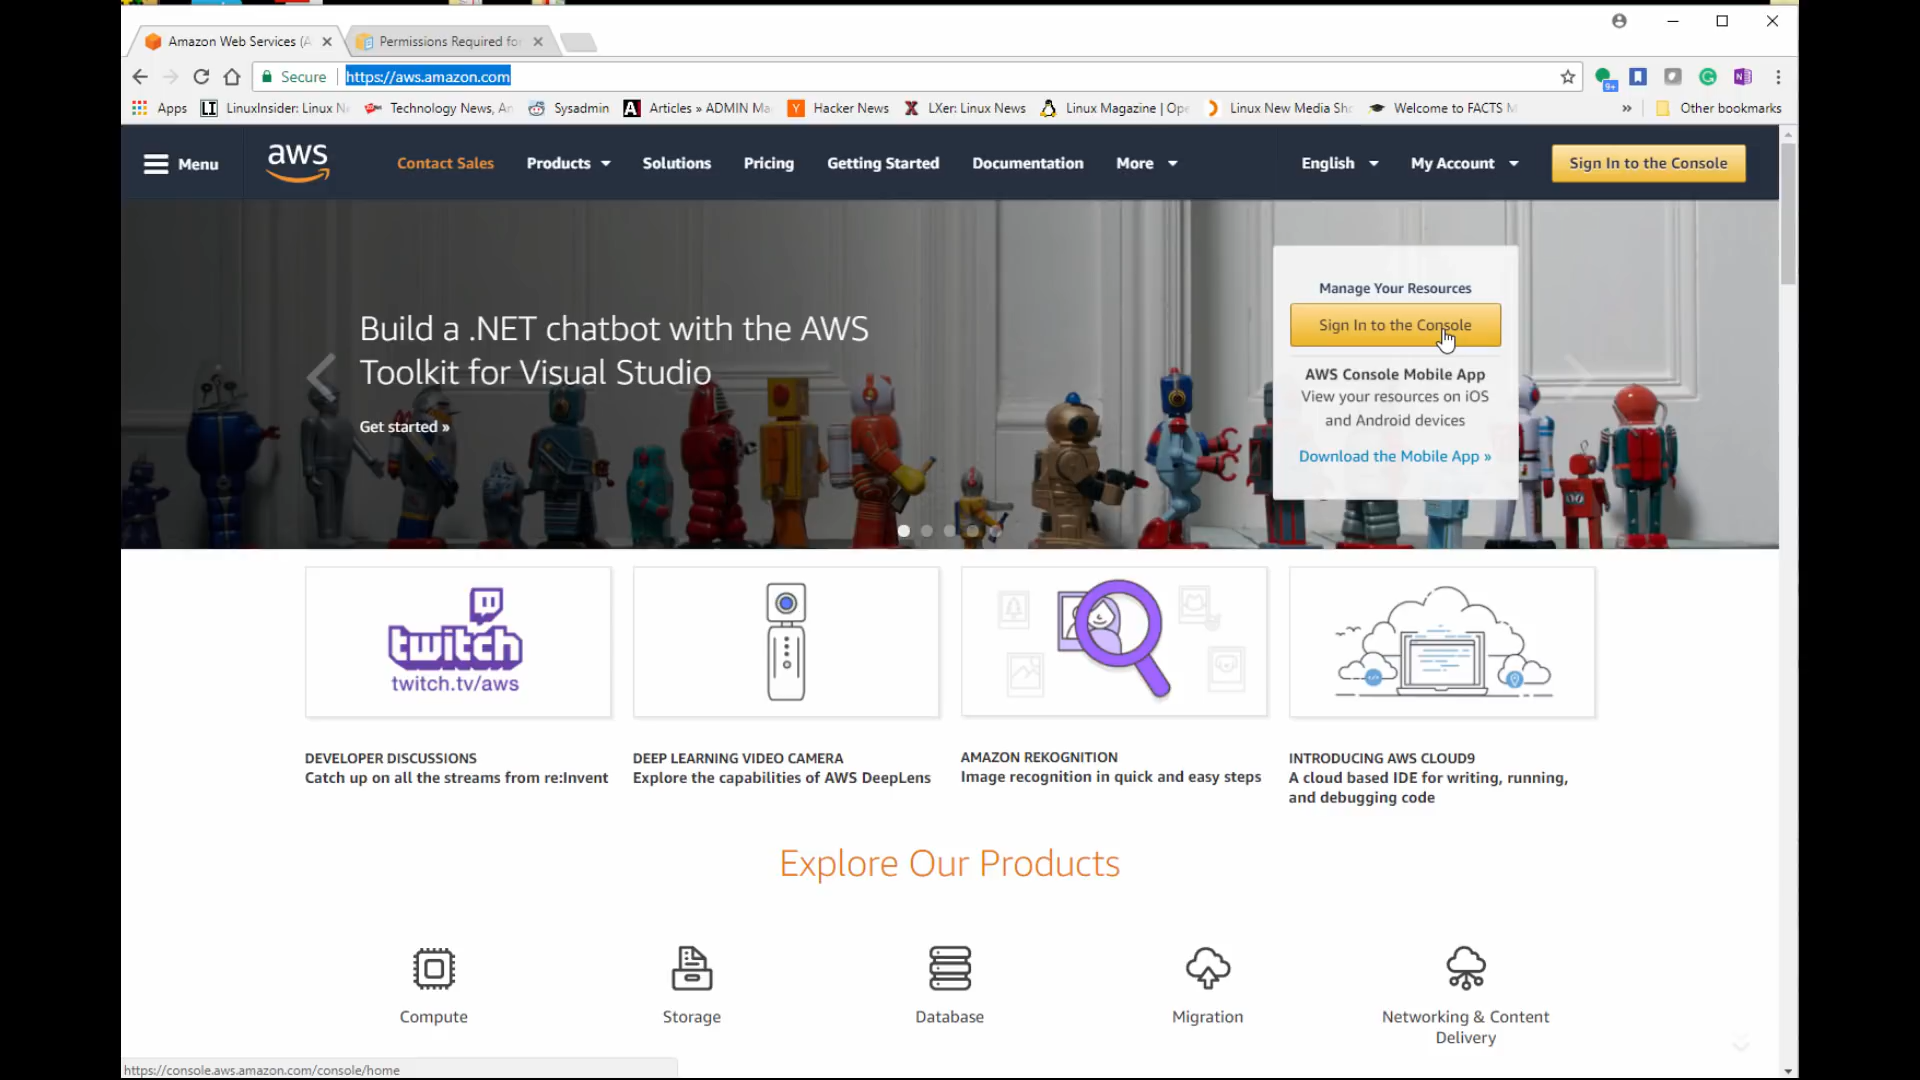 Amazon Web Services (A
Permissions Required fo
Secure
https://aws.amazon.com
9+
Apps
LinuxInsider: Linux N
Technology News, An
Sysadmin
Articles » ADMIN Ma
Hacker News
LXer: Linux News
Linux Magazine | Ope
Linux New Media Sh
Welcome to FACTS M
»
Other bookmarks
Menu
aws
Contact Sales
Products
Solutions
Pricing
Getting Started
Documentation
More
English
My Account
Sign In to the Console
Build a .NET chatbot with the AWS
Toolkit for Visual Studio
Get started »
Manage Your Resources
Sign In to the Console
AWS Console Mobile App
View your resources on iOS
and Android devices
Download the Mobile App »
twitch
twitch.tv/aws
DEVELOPER DISCUSSIONS
Catch up on all the streams from re:Invent
DEEP LEARNING VIDEO CAMERA
Explore the capabilities of AWS DeepLens
AMAZON REKOGNITION
Image recognition in quick and easy steps
INTRODUCING AWS CLOUD9
A cloud based IDE for writing, running,
and debugging code
Explore Our Products
Compute
Storage
Database
Migration
Networking & Content
Delivery
https://console.aws.amazon.com/console/home